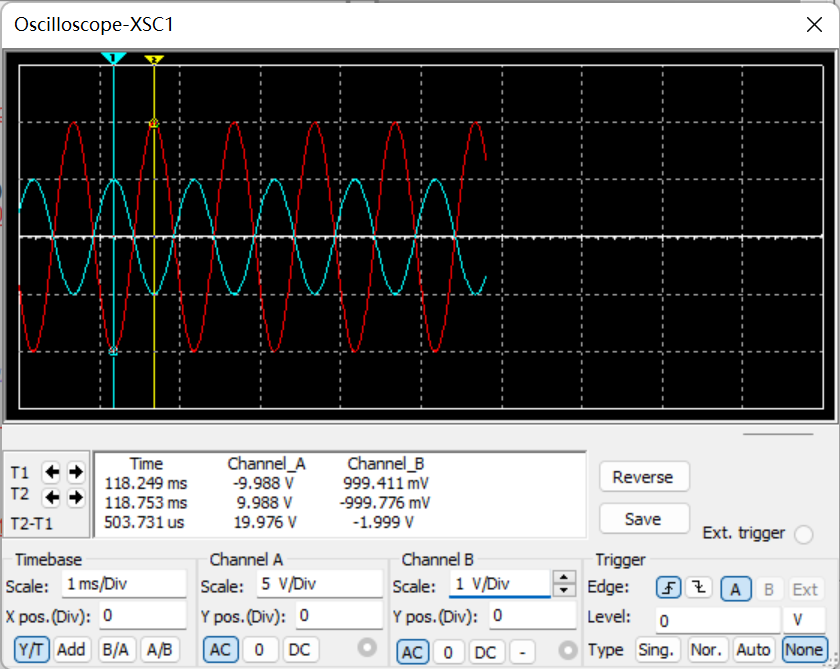 Oscilloscope-XSC1
1 2
Time Channel_A Channel_B
T1 118.249 ms -9.988 V 999.411 mV
T2 118.753 ms 9.988 V -999.776 mV
T2-T1 503.731 us 19.976 V -1.999 V
Reverse
Save
Ext. trigger
Timebase Channel A Channel B Trigger
Scale: 1 ms/Div Scale: 5 V/Div Scale: 1 V/Div Edge: A B Ext
X pos.(Div): 0 Y pos.(Div): 0 Y pos.(Div): 0 Level: 0 V
Y/T Add B/A A/B AC 0 DC AC 0 DC - Type Sing. Nor. Auto None